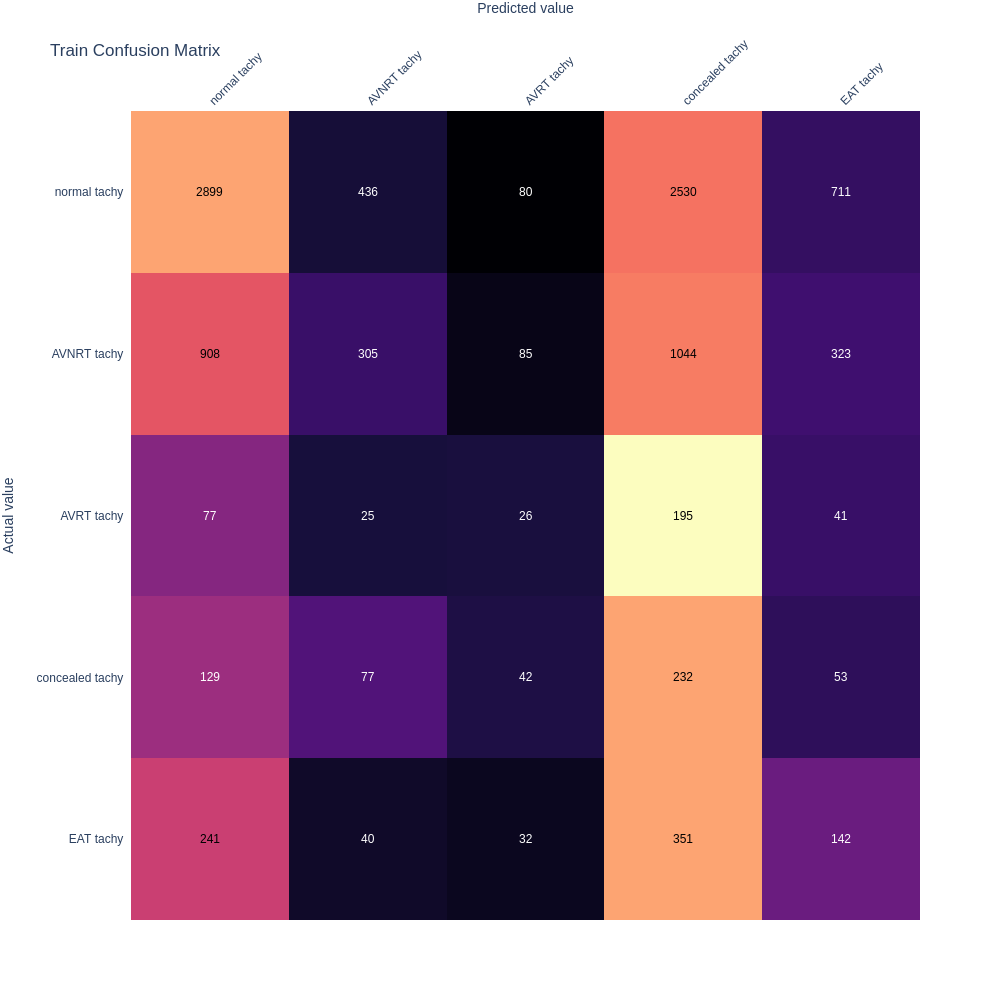 Predicted value
Train Confusion Matrix
normal tachy
AVNRT tachy
AVRT tachy
concealed tachy
EAT tachy
normal tachy 2899 436 80 2530 711
AVNRT tachy 908 305 85 1044 323
AVRT tachy 77 25 26 195 41
Actual value
concealed tachy 129 77 42 232 53
EAT tachy 241 40 32 351 142